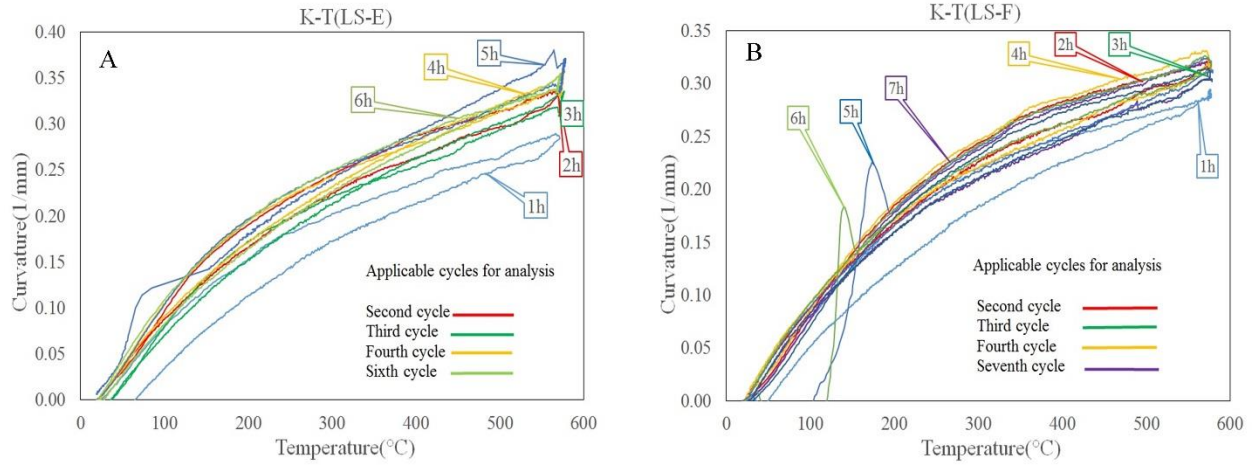 K-T(LS-E)
A
Curvature(1/mm)
0.40
0.35
0.30
0.25
0.20
0.15
0.10
0.05
0.00
5h
4h
6h
3h
2h
1h
Applicable cycles for analysis
Second cycle
Third cycle
Fourth cycle
Sixth cycle
0 100 200 300 400 500 600
Temperature(°C)
K-T(LS-F)
B
Curvature(1/mm)
0.35
0.30
0.25
0.20
0.15
0.10
0.05
0.00
2h
3h
4h
7h
5h
6h
1h
Applicable cycles for analysis
Second cycle
Third cycle
Fourth cycle
Seventh cycle
0 100 200 300 400 500 600
Temperature(°C)